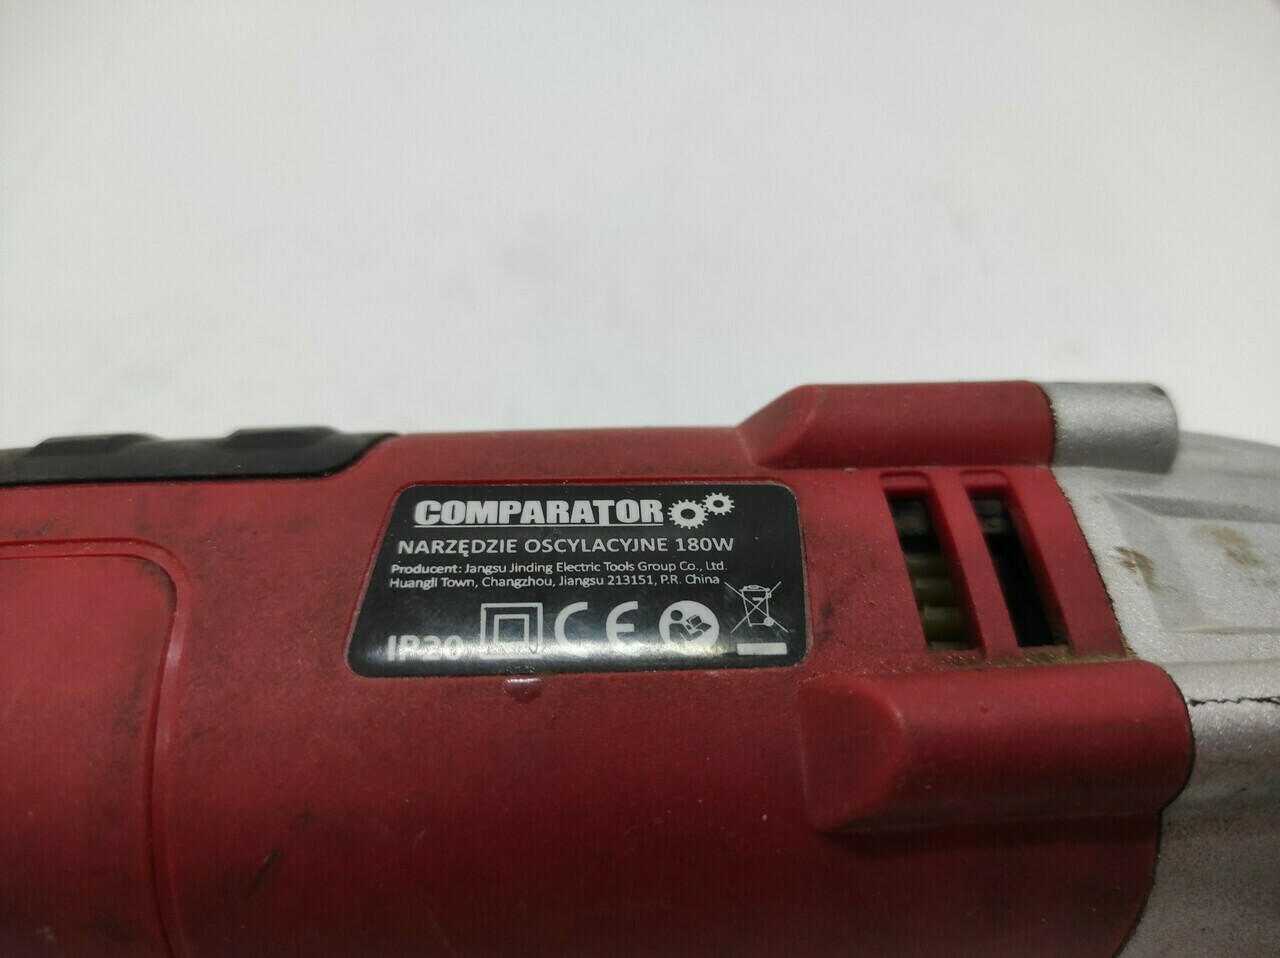 COMPARATOR
NARZĘDZIE OSCYLACYJNE 180W
Producent: Jangsu Jinding Electric Tools Group Co., Ltd.
Huangli Town, Changzhou, Jiangsu 213151, P.R. China
IP20 CE